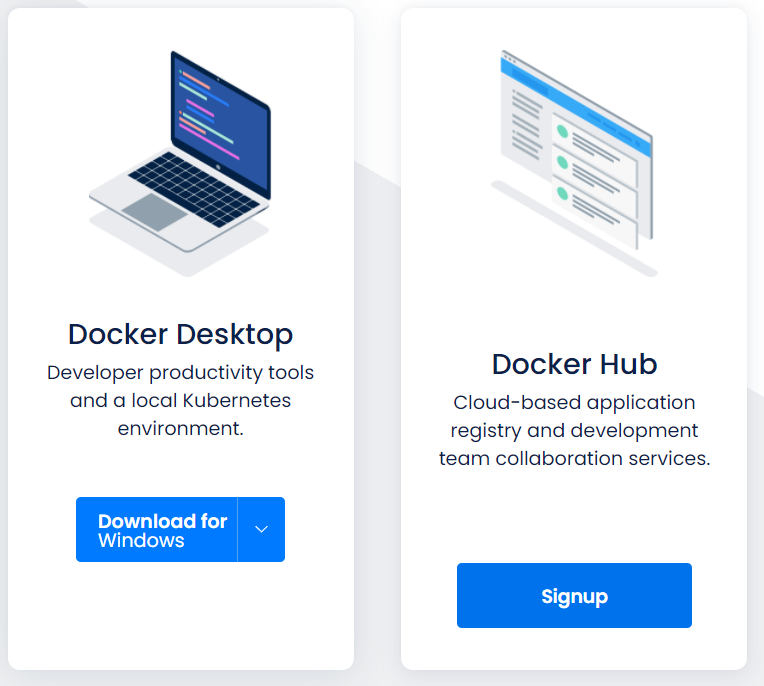 Docker Desktop
Developer productivity tools
and a local Kubernetes
environment.
Download for
Windows
Docker Hub
Cloud-based application
registry and development
team collaboration services.
Signup